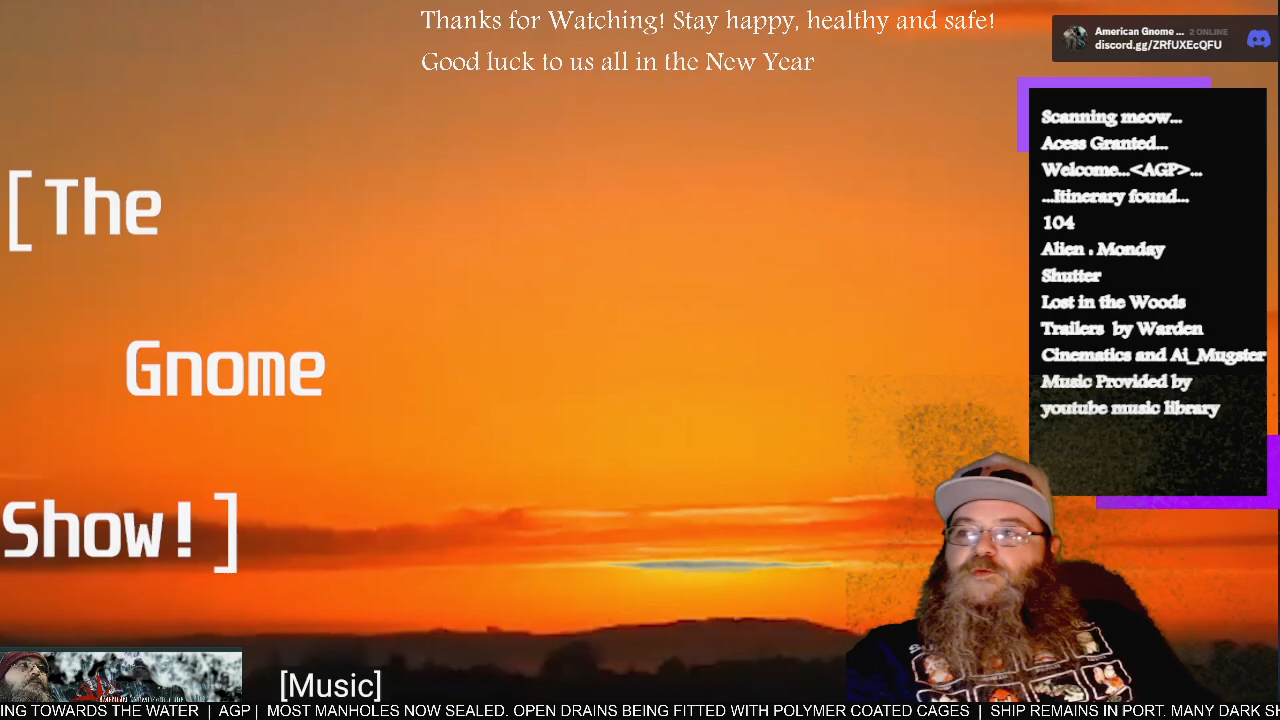 Thanks for Watching! Stay happy, healthy and safe!
Good luck to us all in the New Year
American Gnome ... 2 ONLINE
discord.gg/ZRfUXEcQFU
Scanning meow...
Acess Granted...
Welcome...<AGP>...
...Itinerary found...
104
Alien . Monday
Shutter
Lost in the Woods
Trailers by Warden
Cinematics and Ai_Mugster
Music Provided by
youtube music library
[The
Gnome
Show!]
[Music]
ING TOWARDS THE WATER | AGP | MOST MANHOLES NOW SEALED. OPEN DRAINS BEING FITTED WITH POLYMER COATED CAGES | SHIP REMAINS IN PORT. MANY DARK S